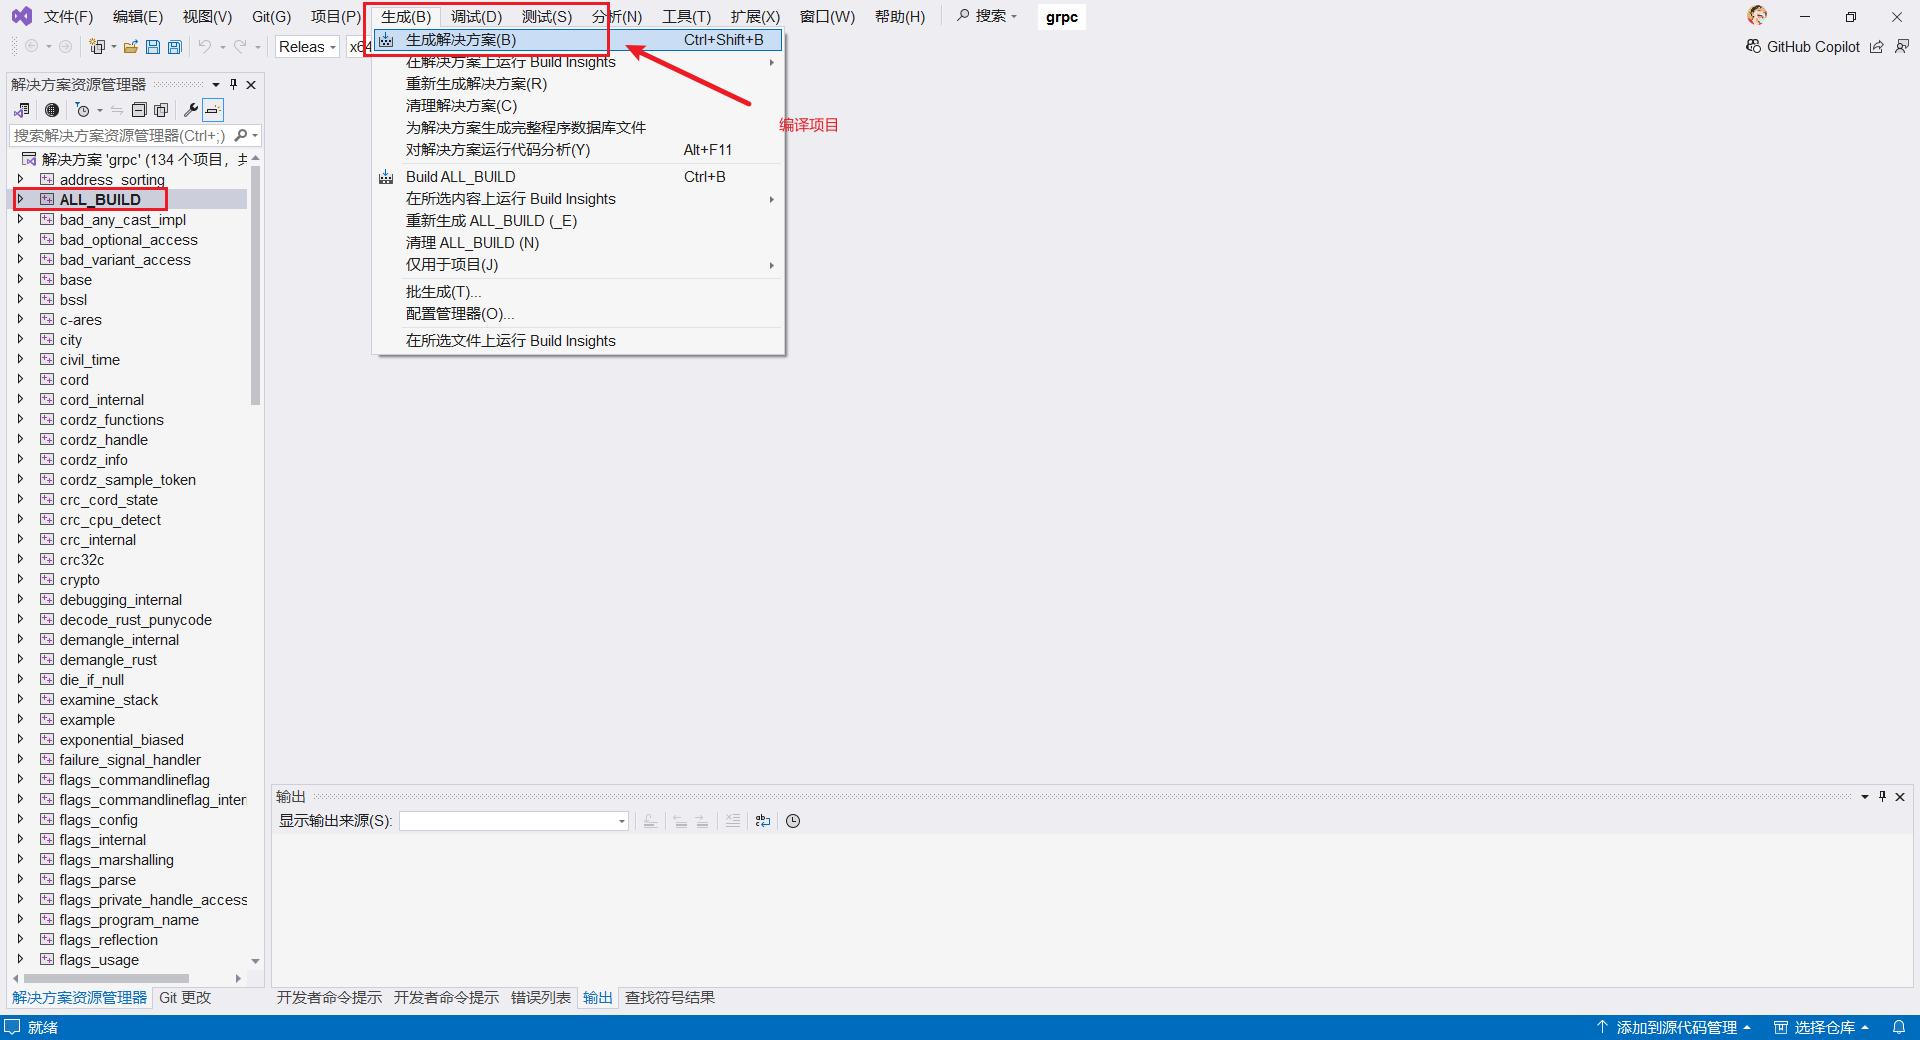 文件(F) 编辑(E) 视图(V) Git(G) 项目(P) 生成(B) 调试(D) 测试(S) 分析(N) 工具(T) 扩展(X) 窗口(W) 帮助(H) 搜索 grpc
Releas x64 GitHub Copilot
生成解决方案(B) Ctrl+Shift+B
在解决方案上运行 Build Insights
重新生成解决方案(R)
清理解决方案(C)
为解决方案生成完整程序数据库文件
对解决方案运行代码分析(Y) Alt+F11
Build ALL_BUILD Ctrl+B
在所选内容上运行 Build Insights
重新生成 ALL_BUILD (_E)
清理 ALL_BUILD (N)
仅用于项目(J)
批生成(T)...
配置管理器(O)...
在所选文件上运行 Build Insights
编译项目
解决方案资源管理器
搜索解决方案资源管理器(Ctrl+;)
解决方案 'grpc' (134 个项目，共
address_sorting
ALL_BUILD
bad_any_cast_impl
bad_optional_access
bad_variant_access
base
bssl
c-ares
city
civil_time
cord
cord_internal
cordz_functions
cordz_handle
cordz_info
cordz_sample_token
crc_cord_state
crc_cpu_detect
crc_internal
crc32c
crypto
debugging_internal
decode_rust_punycode
demangle_internal
demangle_rust
die_if_null
examine_stack
example
exponential_biased
failure_signal_handler
flags_commandlineflag
flags_commandlineflag_inter
flags_config
flags_internal
flags_marshalling
flags_parse
flags_private_handle_access
flags_program_name
flags_reflection
flags_usage
解决方案资源管理器 Git 更改
输出
显示输出来源(S):
开发者命令提示 开发者命令提示 错误列表 输出 查找符号结果
就绪 添加到源代码管理 选择仓库